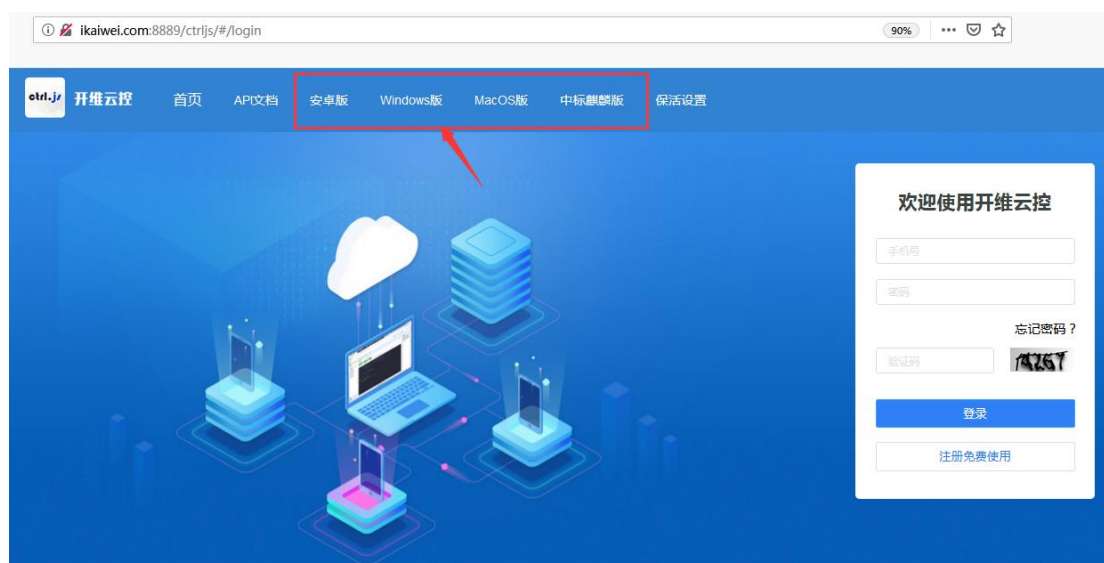 ikaiwei.com:8889/ctrljs/#/login 90%
ctrl.js 开维云控 首页 API文档 安卓版 Windows版 MacOS版 中标麒麟版 保活设置
欢迎使用开维云控
手机号
密码
忘记密码？
验证码
登录
注册免费使用